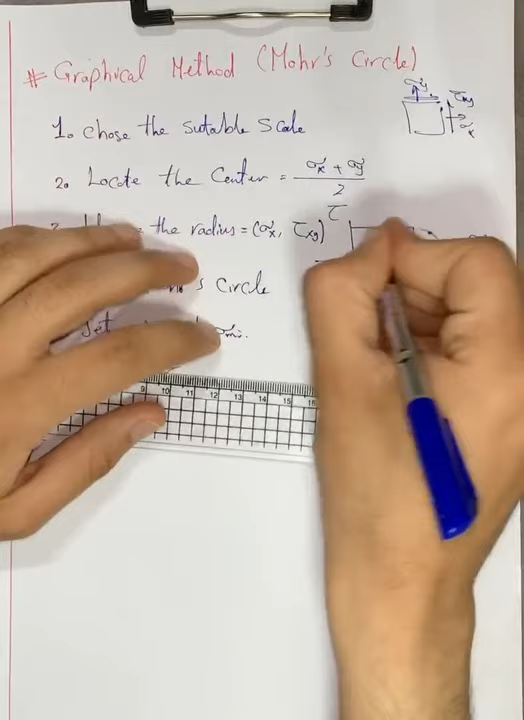 # Graphical Method (Mohr's Circle)
σy
τxy
σx
1. chose the sutable Scale
2. Locate the Center = σx + σy
2
the radius = (σx, τxy)
τ
's Circle
9 10 11 12 13 14 15